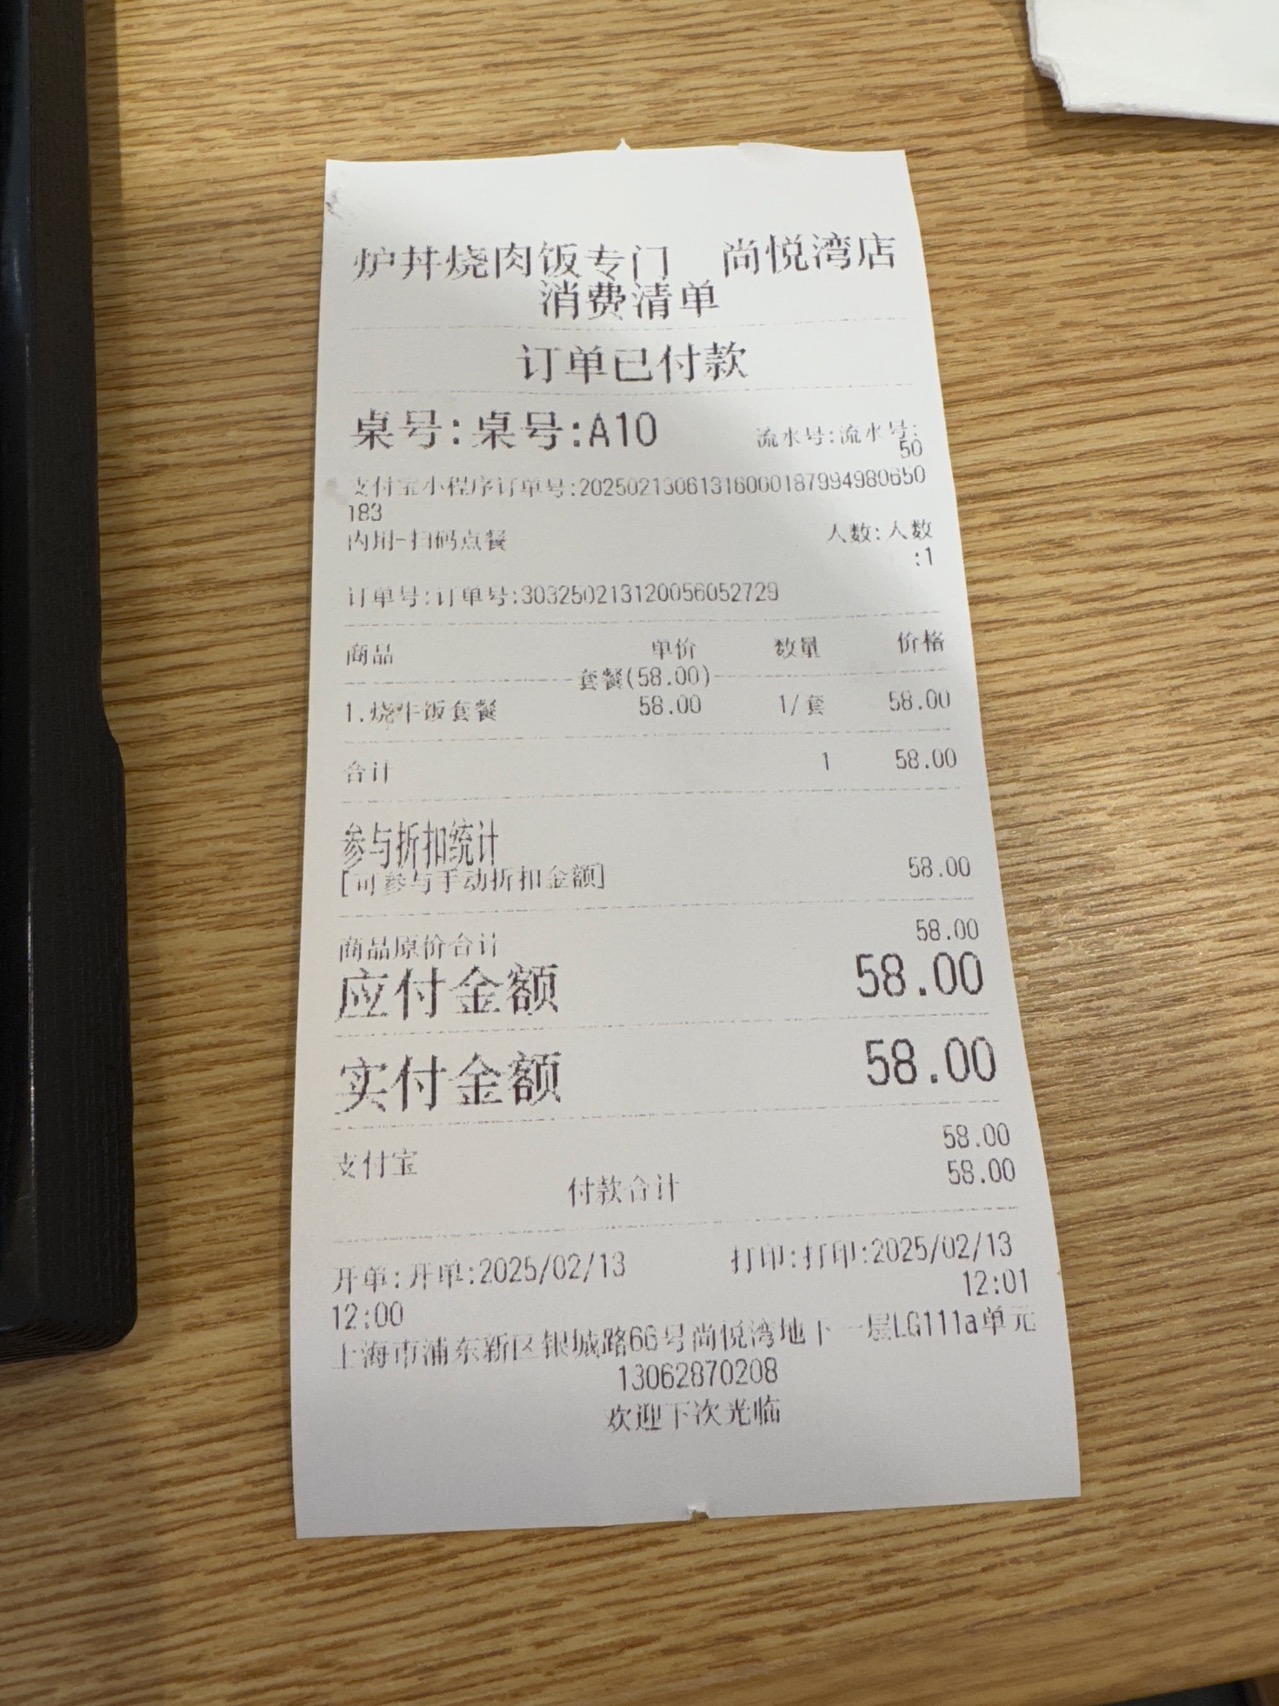 炉丼烧肉饭专门 尚悦湾店
消费清单
订单已付款
桌号:桌号:A10 流水号:流水号:
50
支付宝小程序订单号:20250213061316000187994980650
183
内用-扫码点餐 人数:人数
:1
订单号:订单号:303250213120056052729
商品 单价 数量 价格
套餐(58.00)
1.烧牛饭套餐 58.00 1/套 58.00
合计 1 58.00
参与折扣统计
[可参与手动折扣金额] 58.00
商品原价合计 58.00
应付金额 58.00
实付金额 58.00
支付宝 58.00
付款合计 58.00
开单:开单:2025/02/13 打印:打印:2025/02/13
12:00 12:01
上海市浦东新区银城路66号尚悦湾地下一层LG111a单元
13062870208
欢迎下次光临